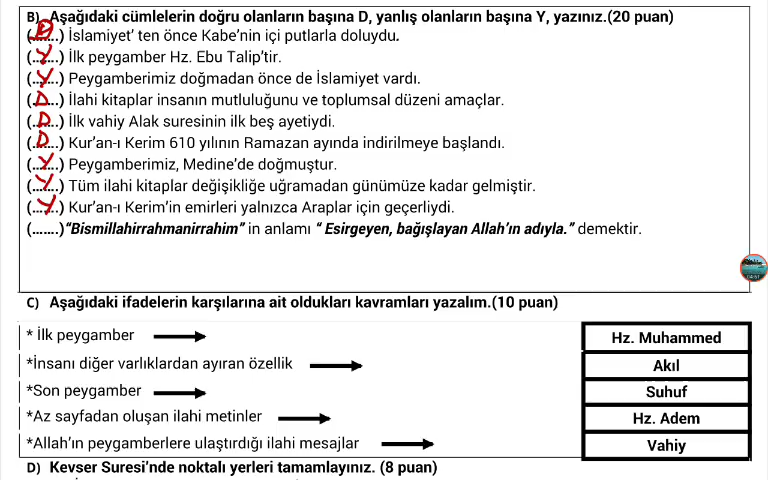 B) Aşağıdaki cümlelerin doğru olanların başına D, yanlış olanların başına Y, yazınız.(20 puan)
(..D...) İslamiyet' ten önce Kabe'nin içi putlarla doluydu.
(..Y...) İlk peygamber Hz. Ebu Talip'tir.
(..Y...) Peygamberimiz doğmadan önce de İslamiyet vardı.
(..D...) İlahi kitaplar insanın mutluluğunu ve toplumsal düzeni amaçlar.
(..D...) İlk vahiy Alak suresinin ilk beş ayetiydi.
(..D...) Kur'an-ı Kerim 610 yılının Ramazan ayında indirilmeye başlandı.
(..Y...) Peygamberimiz, Medine'de doğmuştur.
(..Y...) Tüm ilahi kitaplar değişikliğe uğramadan günümüze kadar gelmiştir.
(..Y...) Kur'an-ı Kerim'in emirleri yalnızca Araplar için geçerliydi.
(.......) "Bismillahirrahmanirrahim" in anlamı " Esirgeyen, bağışlayan Allah'ın adıyla." demektir.
C) Aşağıdaki ifadelerin karşılarına ait oldukları kavramları yazalım.(10 puan)
* İlk peygamber
Hz. Muhammed
*İnsanı diğer varlıklardan ayıran özellik
Akıl
*Son peygamber
Suhuf
*Az sayfadan oluşan ilahi metinler
Hz. Adem
*Allah'ın peygamberlere ulaştırdığı ilahi mesajlar
Vahiy
D) Kevser Suresi'nde noktalı yerleri tamamlayınız. (8 puan)